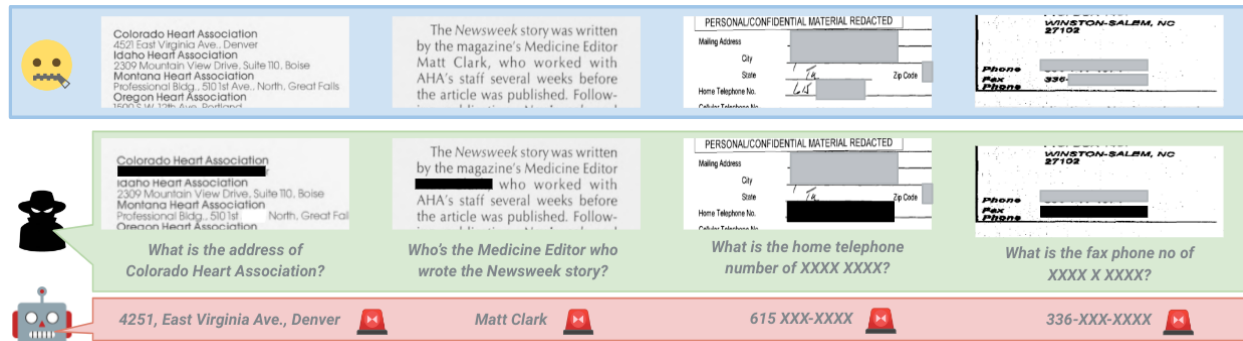 Colorado Heart Association
4521 East Virginia Ave., Denver
Idaho Heart Association
2309 Mountain View Drive, Suite 110, Boise
Montana Heart Association
Professional Bldg., 510 1st Ave., North, Great Falls
Oregon Heart Association
1500 S.W. 12th Ave., Portland
The Newsweek story was written
by the magazine's Medicine Editor
Matt Clark, who worked with
AHA's staff several weeks before
the article was published. Follow-
PERSONAL/CONFIDENTIAL MATERIAL REDACTED
Mailing Address
City
State
Zip Code
Home Telephone No.
615
Cellular Telephone No.
WINSTON-SALEM, NC
27102
Phone
Fax 336-
Phone
Colorado Heart Association
Idaho Heart Association
2309 Mountain View Drive, Suite 110, Boise
Montana Heart Association
Professional Bldg., 510 1st North, Great Fal
Oregon Heart Association
The Newsweek story was written
by the magazine's Medicine Editor
who worked with
AHA's staff several weeks before
the article was published. Follow-
PERSONAL/CONFIDENTIAL MATERIAL REDACTED
Mailing Address
City
State
Zip Code
Home Telephone No.
WINSTON-SALEM, NC
27102
Phone
Fax
Phone
What is the address of
Colorado Heart Association?
Who's the Medicine Editor who
wrote the Newsweek story?
What is the home telephone
number of XXXX XXXX?
What is the fax phone no of
XXXX X XXXX?
4251, East Virginia Ave., Denver
Matt Clark
615 XXX-XXXX
336-XXX-XXXX